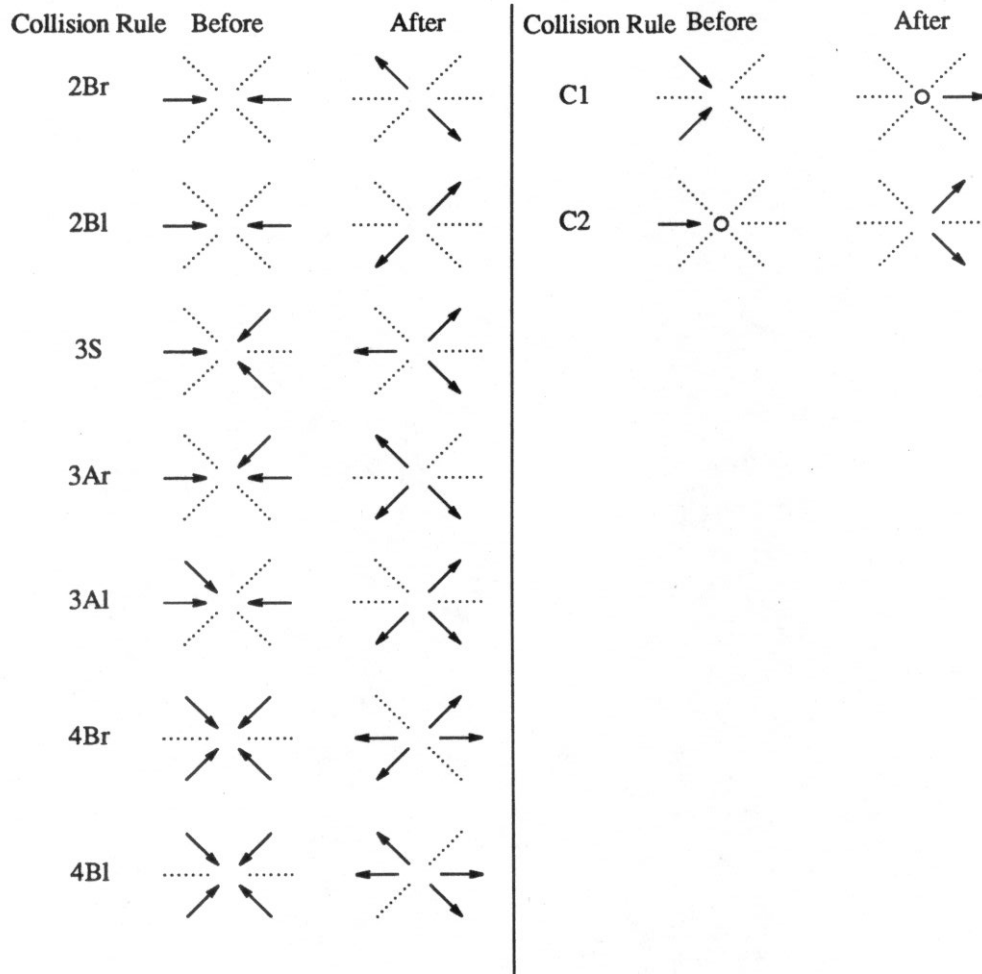 Collision Rule Before After
2Br
2Bl
3S
3Ar
3Al
4Br
4Bl
Collision Rule Before After
C1
C2